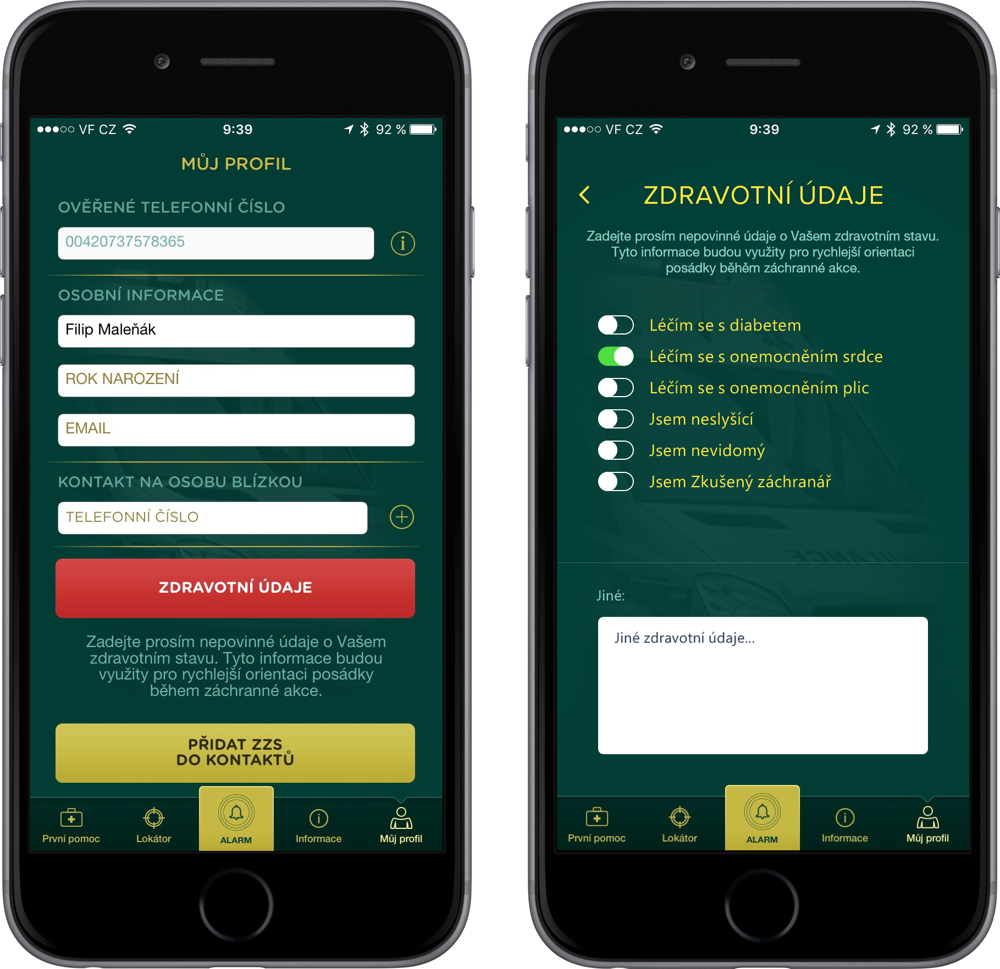 VF CZ 9:39 92 %
MŮJ PROFIL
OVĚŘENÉ TELEFONNÍ ČÍSLO
00420737578365
OSOBNÍ INFORMACE
Filip Maleňák
ROK NAROZENÍ
EMAIL
KONTAKT NA OSOBU BLÍZKOU
TELEFONNÍ ČÍSLO
ZDRAVOTNÍ ÚDAJE
Zadejte prosím nepovinné údaje o Vašem
zdravotním stavu. Tyto informace budou
využity pro rychlejší orientaci posádky
během záchranné akce.
PŘIDAT ZZS
DO KONTAKTŮ
První pomoc
Lokátor
ALARM
Informace
Můj profil
VF CZ 9:39 92 %
ZDRAVOTNÍ ÚDAJE
Zadejte prosím nepovinné údaje o Vašem zdravotním stavu.
Tyto informace budou využity pro rychlejší orientaci
posádky běhěm záchranné akce.
Léčím se s diabetem
Léčím se s onemocněním srdce
Léčím se s onemocněním plic
Jsem neslyšící
Jsem nevidomý
Jsem Zkušený záchranář
Jiné:
Jiné zdravotní údaje...
První pomoc
Lokátor
ALARM
Informace
Můj profil